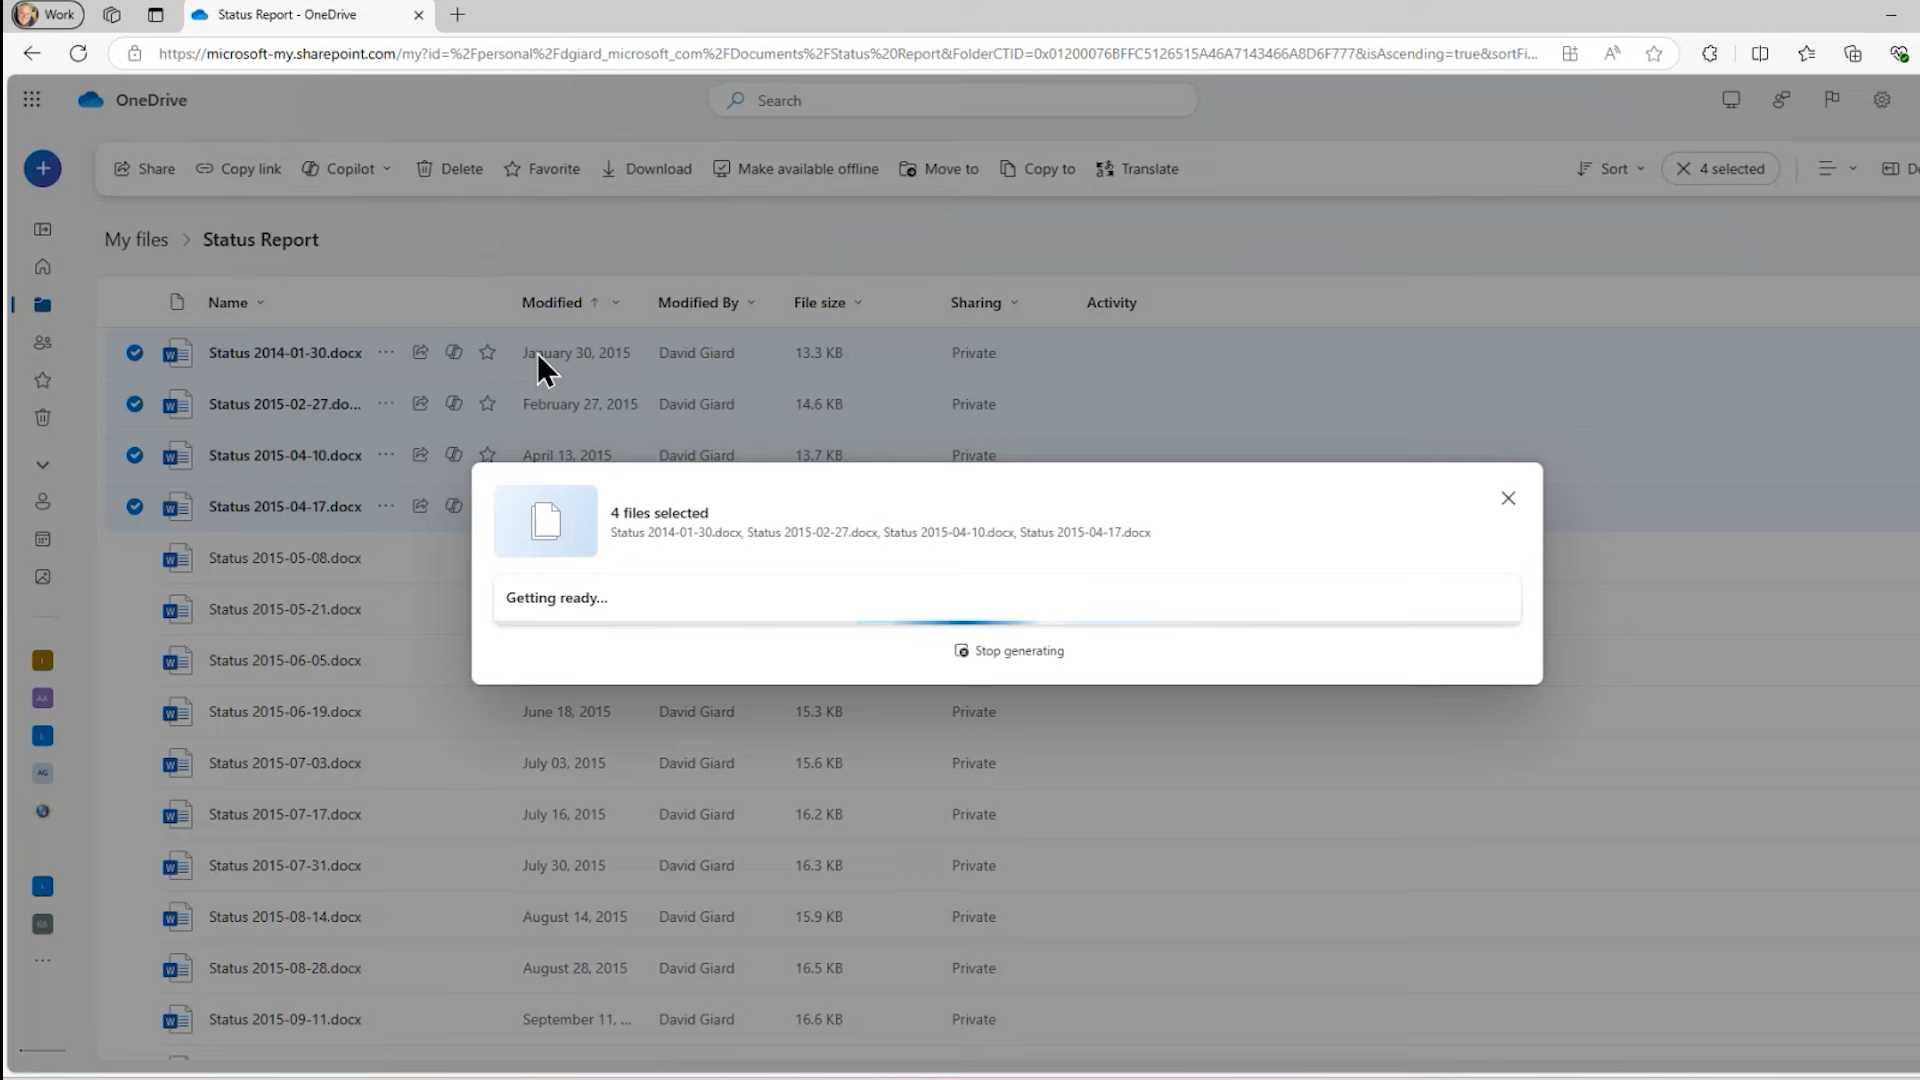 Work
Status Report - OneDrive
https://microsoft-my.sharepoint.com/my?id=%2Fpersonal%2Fdgiard_microsoft_com%2FDocuments%2FStatus%20Report&FolderCTID=0x01200076BFFC5126515A46A7143466A8D6F777&isAscending=true&sortFi...
OneDrive
Search
Share Copy link Copilot Delete Favorite Download Make available offline Move to Copy to Translate Sort 4 selected De
My files > Status Report
Name Modified Modified By File size Sharing Activity
Status 2014-01-30.docx January 30, 2015 David Giard 13.3 KB Private
Status 2015-02-27.do... February 27, 2015 David Giard 14.6 KB Private
Status 2015-04-10.docx April 13, 2015 David Giard 13.7 KB Private
Status 2015-04-17.docx
4 files selected
Status 2014-01-30.docx, Status 2015-02-27.docx, Status 2015-04-10.docx, Status 2015-04-17.docx
Getting ready...
Stop generating
Status 2015-05-08.docx
Status 2015-05-21.docx
Status 2015-06-05.docx
Status 2015-06-19.docx June 18, 2015 David Giard 15.3 KB Private
Status 2015-07-03.docx July 03, 2015 David Giard 15.6 KB Private
Status 2015-07-17.docx July 16, 2015 David Giard 16.2 KB Private
Status 2015-07-31.docx July 30, 2015 David Giard 16.3 KB Private
Status 2015-08-14.docx August 14, 2015 David Giard 15.9 KB Private
Status 2015-08-28.docx August 28, 2015 David Giard 16.5 KB Private
Status 2015-09-11.docx September 11, ... David Giard 16.6 KB Private
AA
L
AG
GS